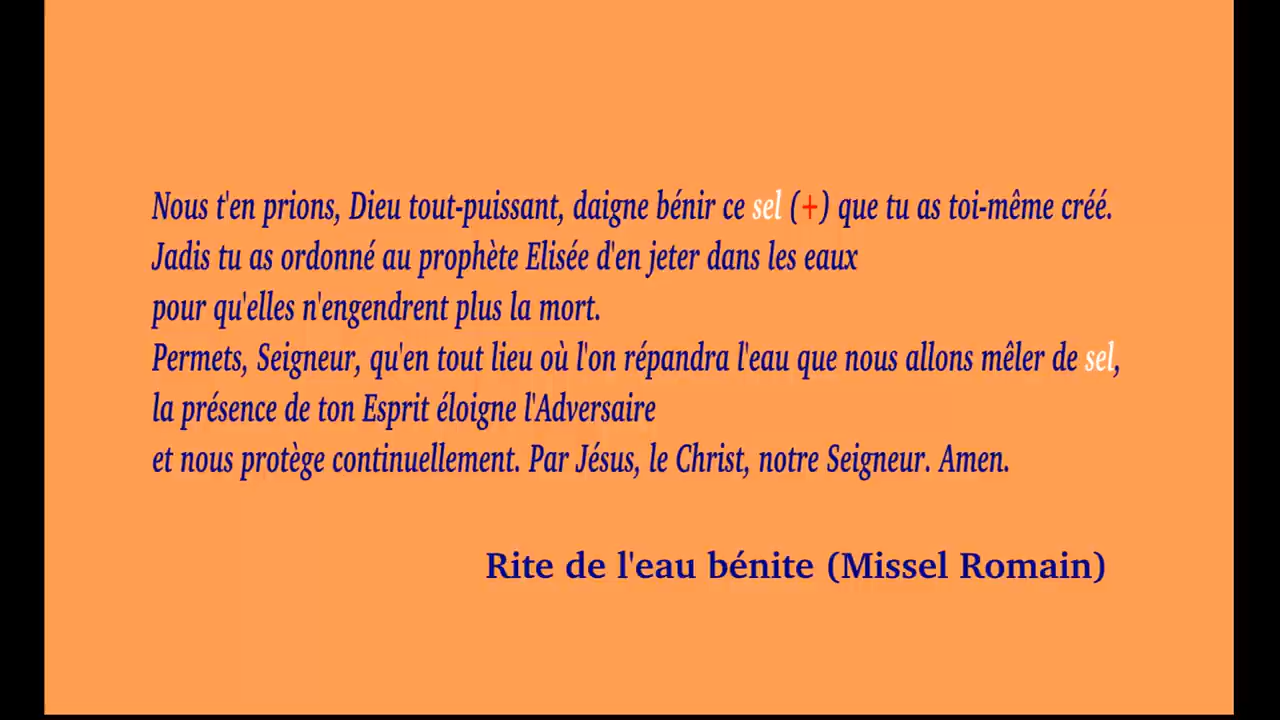 Nous t'en prions, Dieu tout-puissant, daigne bénir ce sel (+) que tu as toi-même créé.
Jadis tu as ordonné au prophète Elisée d'en jeter dans les eaux
pour qu'elles n'engendrent plus la mort.
Permets, Seigneur, qu'en tout lieu où l'on répandra l'eau que nous allons mêler de sel,
la présence de ton Esprit éloigne l'Adversaire
et nous protège continuellement. Par Jésus, le Christ, notre Seigneur. Amen.
Rite de l'eau bénite (Missel Romain)